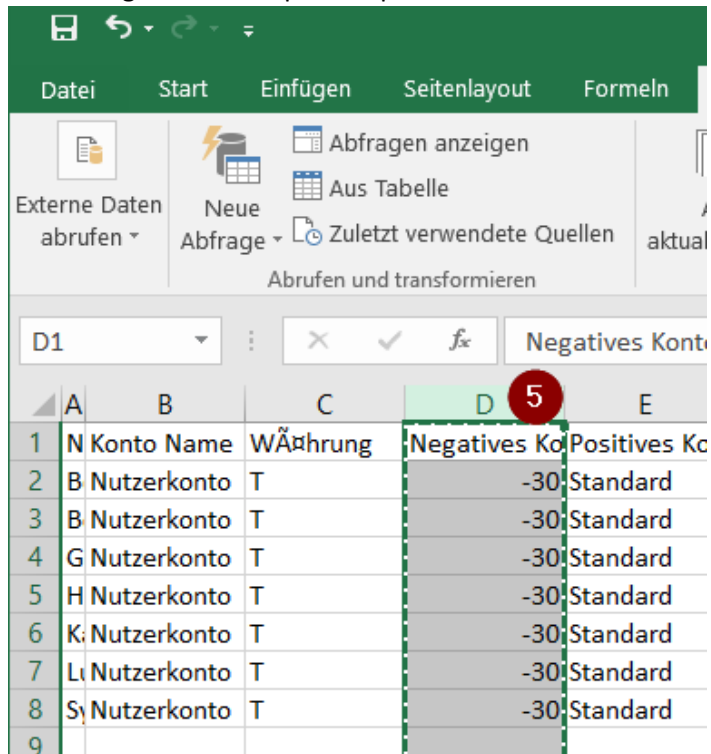 Datei Start Einfügen Seitenlayout Formeln
Externe Daten abrufen
Neue Abfrage
Abfragen anzeigen
Aus Tabelle
Zuletzt verwendete Quellen
Abrufen und transformieren
D1 fx Negatives
A B C D 5 E
1 N Konto Name WÃ¤hrung Negatives Ko Positives Ko
2 B Nutzerkonto T -30 Standard
3 B Nutzerkonto T -30 Standard
4 G Nutzerkonto T -30 Standard
5 H Nutzerkonto T -30 Standard
6 Nutzerkonto T -30 Standard
7 Nutzerkonto T -30 Standard
8 Nutzerkonto T -30 Standard
9